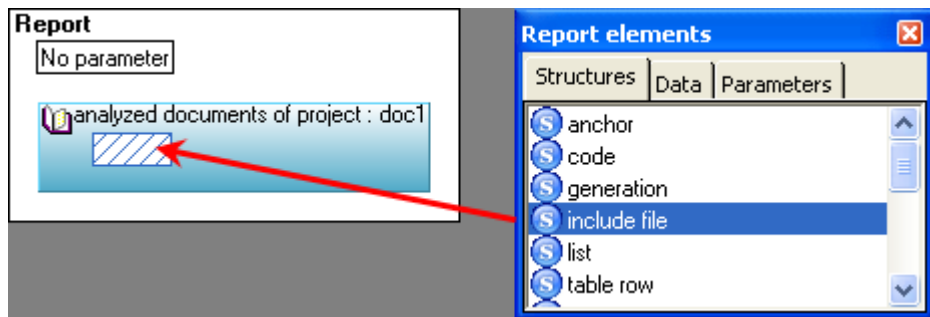 Report
No parameter
analyzed documents of project : doc1
Report elements
Structures
Data
Parameters
S anchor
S code
S generation
S include file
S list
S table row